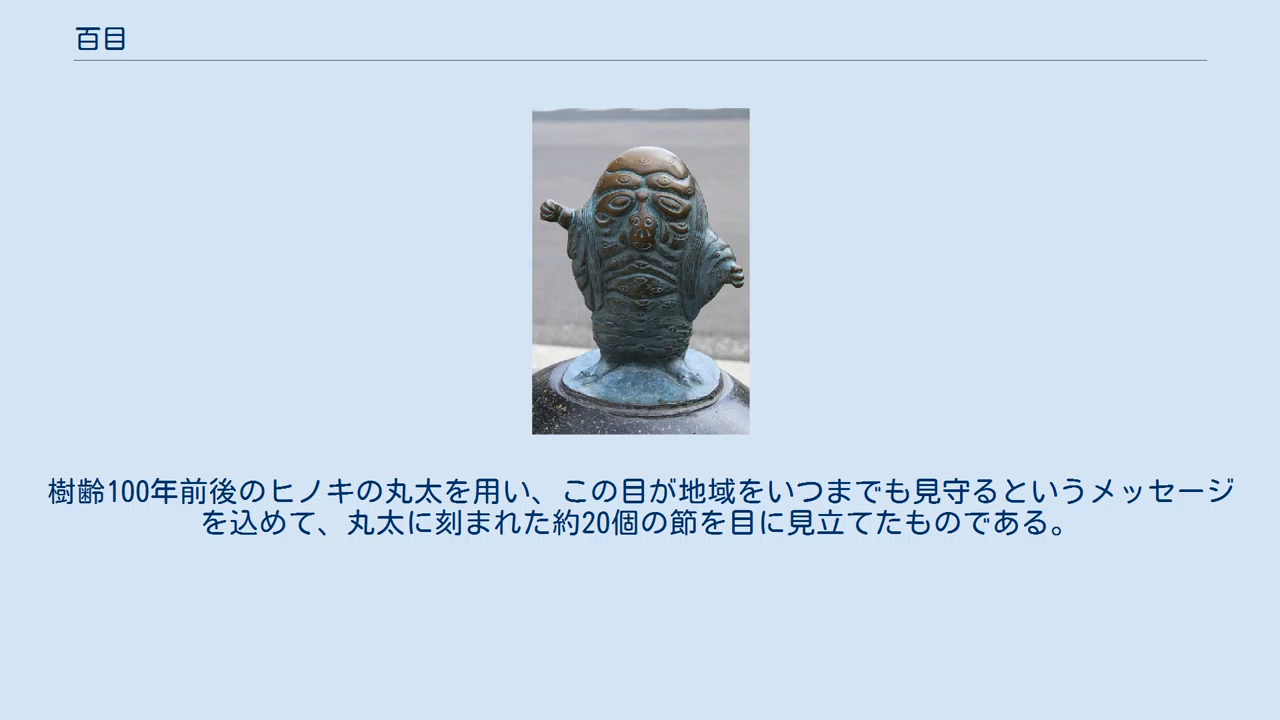 百目
樹齢100年前後のヒノキの丸太を用い、この目が地域をいつまでも見守るというメッセージ
を込めて、丸太に刻まれた約20個の節を目に見立てたものである。